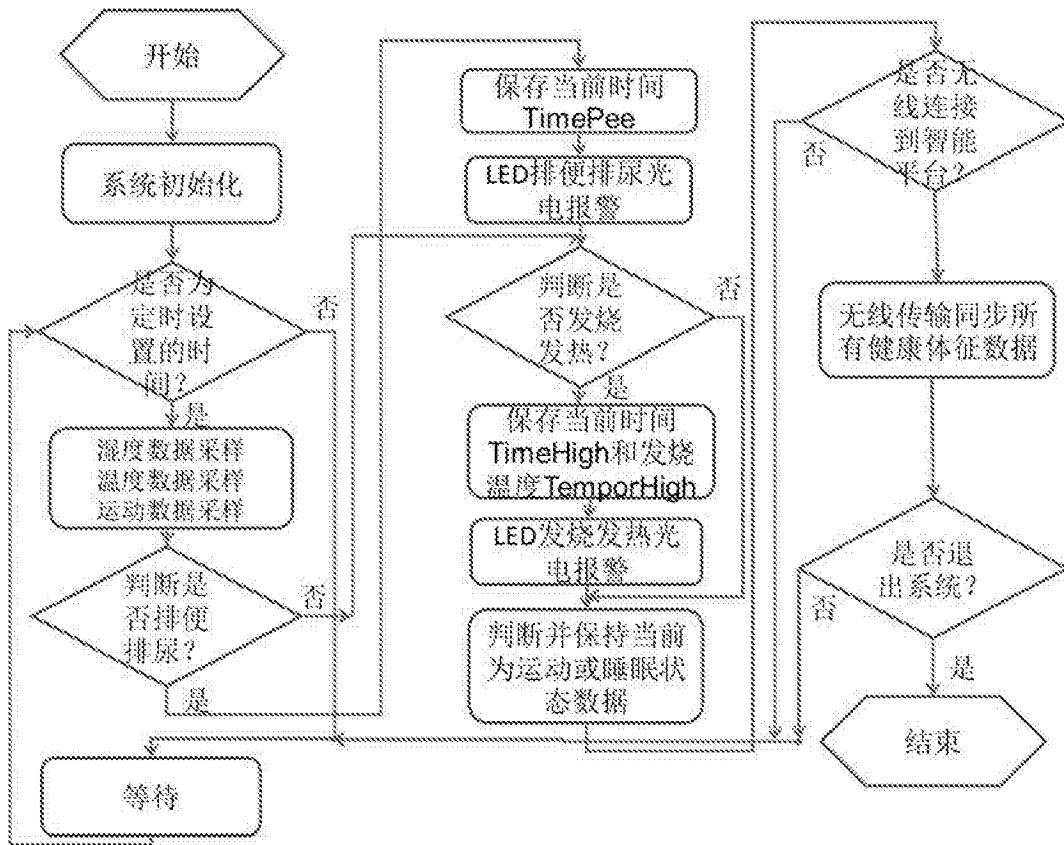 开始
系统初始化
是否为
定时设
置的时
间?
否
是
湿度数据采样
温度数据采样
运动数据采样
判断是
否排便
排尿?
否
是
等待
保存当前时间
TimePee
LED排便排尿光
电报警
判断是
否发烧
发热?
否
是
保存当前时间
TimeHigh和发烧
温度TemporHigh
LED发烧发热光
电报警
判断并保持当前
为运动或睡眠状
态数据
是否无
线连接
到智能
平台?
否
无线传输同步所
有健康体征数据
是否退
出系统?
否
是
结束